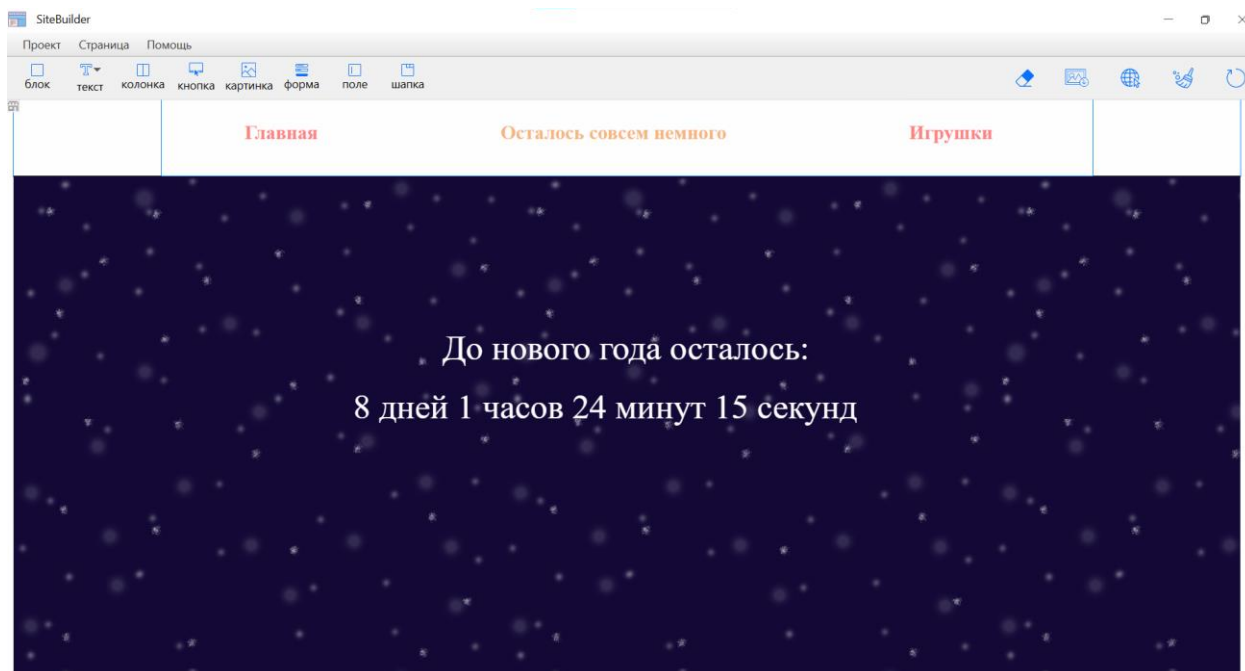 SiteBuilder
Проект Страница Помощь
блок текст колонка кнопка картинка форма поле шапка
Главная Осталось совсем немного Игрушки
До нового года осталось:
8 дней 1 часов 24 минут 15 секунд